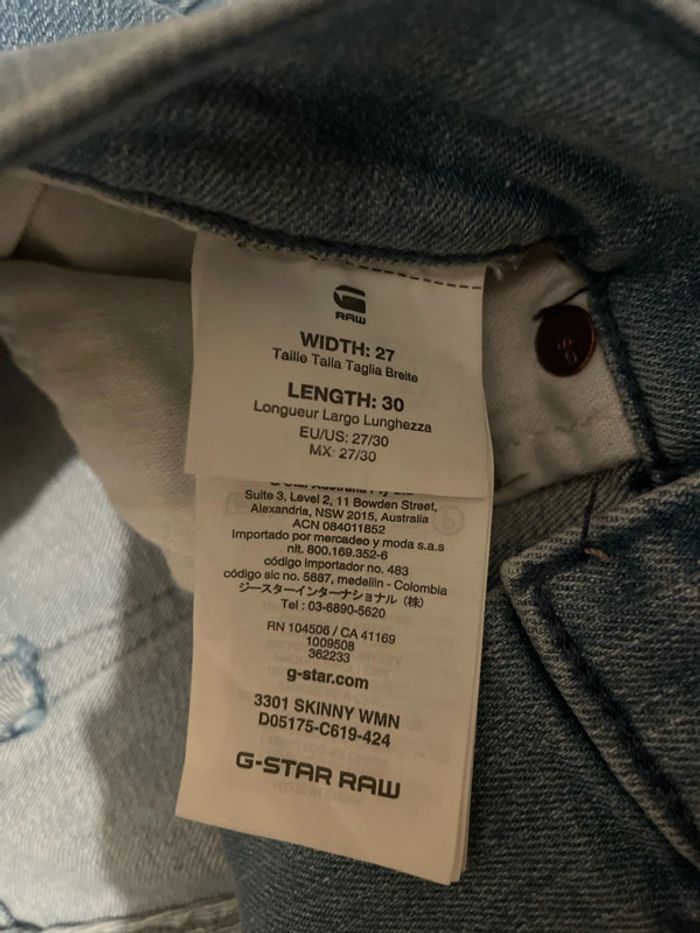 RAW
WIDTH: 27
Taille Talla Taglia Breite
LENGTH: 30
Longueur Largo Lunghezza
EU/US: 27/30
MX: 27/30
Suite 3, Level 2, 11 Bowden Street,
Alexandria, NSW 2015, Australia
ACN 084011852
Importado por mercadeo y moda s.a.s
nit. 800.169.352-6
código importador no. 483
código sic no. 5887, medellin - Colombia
ジースターインターナショナル（株）
Tel : 03-6890-5620
RN 104506 / CA 41169
1009508
362233
g-star.com
3301 SKINNY WMN
D05175-C619-424
G-STAR RAW